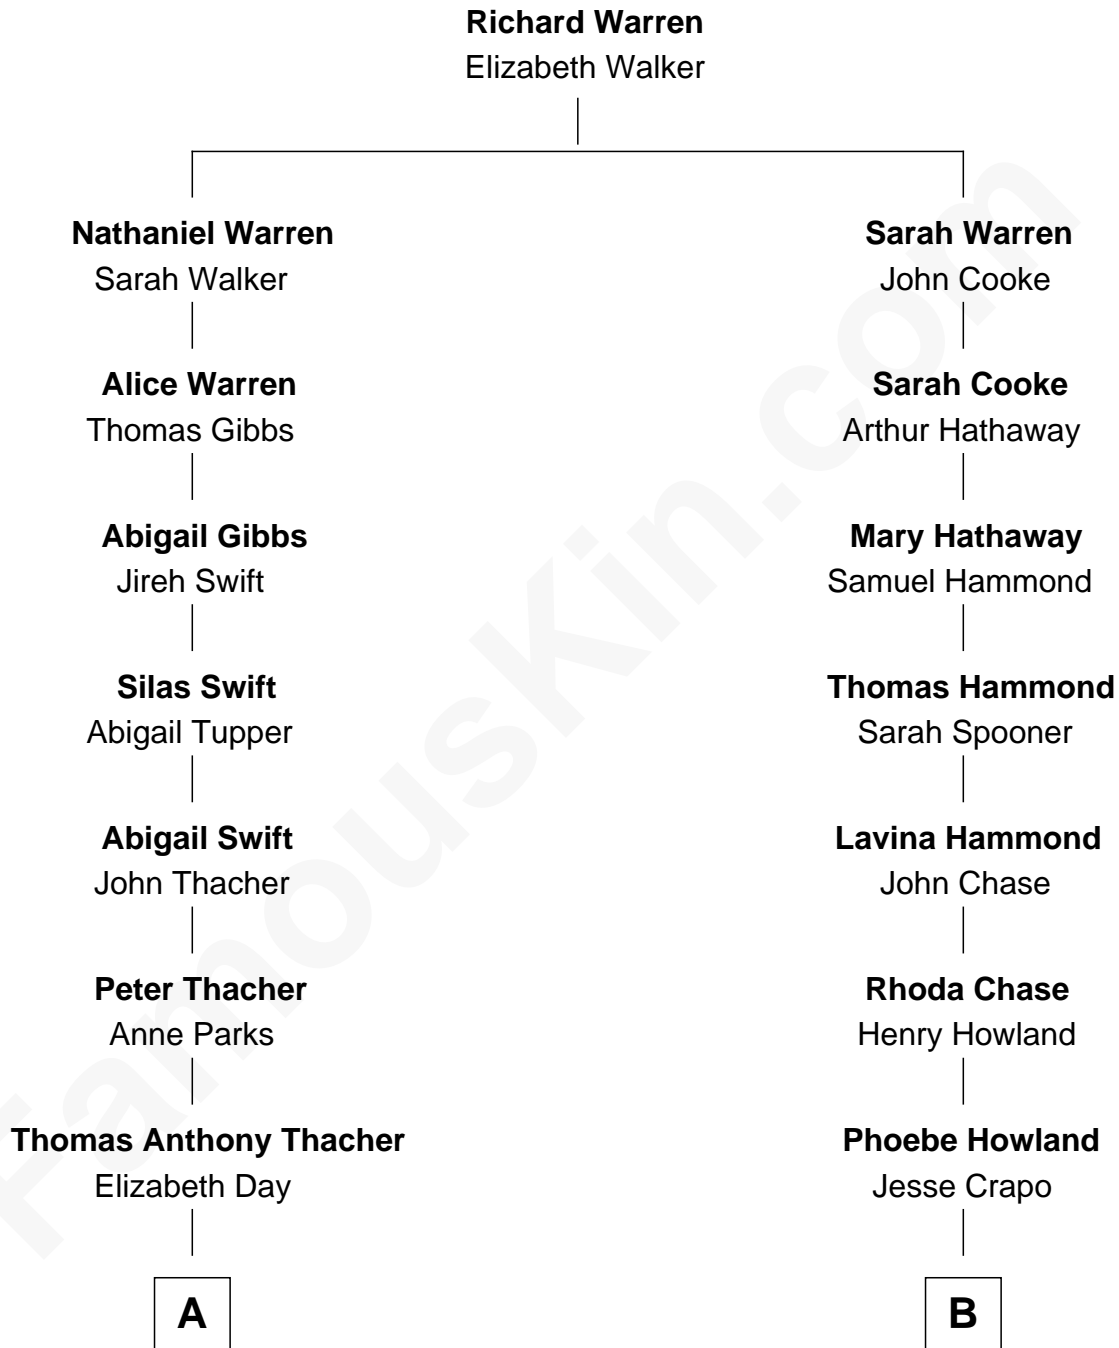 Richard Warren
Elizabeth Walker
Nathaniel Warren
Sarah Walker
Alice Warren
Thomas Gibbs
Abigail Gibbs
Jireh Swift
Silas Swift
Abigail Tupper
Abigail Swift
John Thacher
Peter Thacher
Anne Parks
Thomas Anthony Thacher
Elizabeth Day
A
Sarah Warren
John Cooke
Sarah Cooke
Arthur Hathaway
Mary Hathaway
Samuel Hammond
Thomas Hammond
Sarah Spooner
Lavina Hammond
John Chase
Rhoda Chase
Henry Howland
Phoebe Howland
Jesse Crapo
B
FamousKin.com